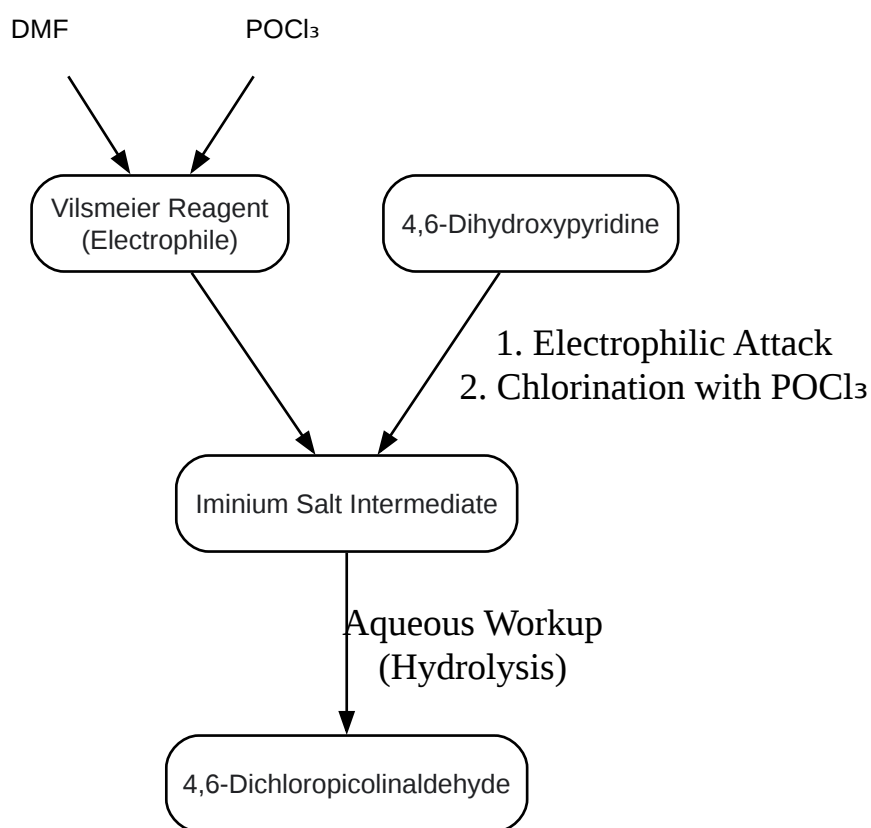 DMF
POCl₃
Vilsmeier Reagent
(Electrophile)
4,6-Dihydroxypyridine
1. Electrophilic Attack
2. Chlorination with POCl₃
Iminium Salt Intermediate
Aqueous Workup
(Hydrolysis)
4,6-Dichloropicolinaldehyde